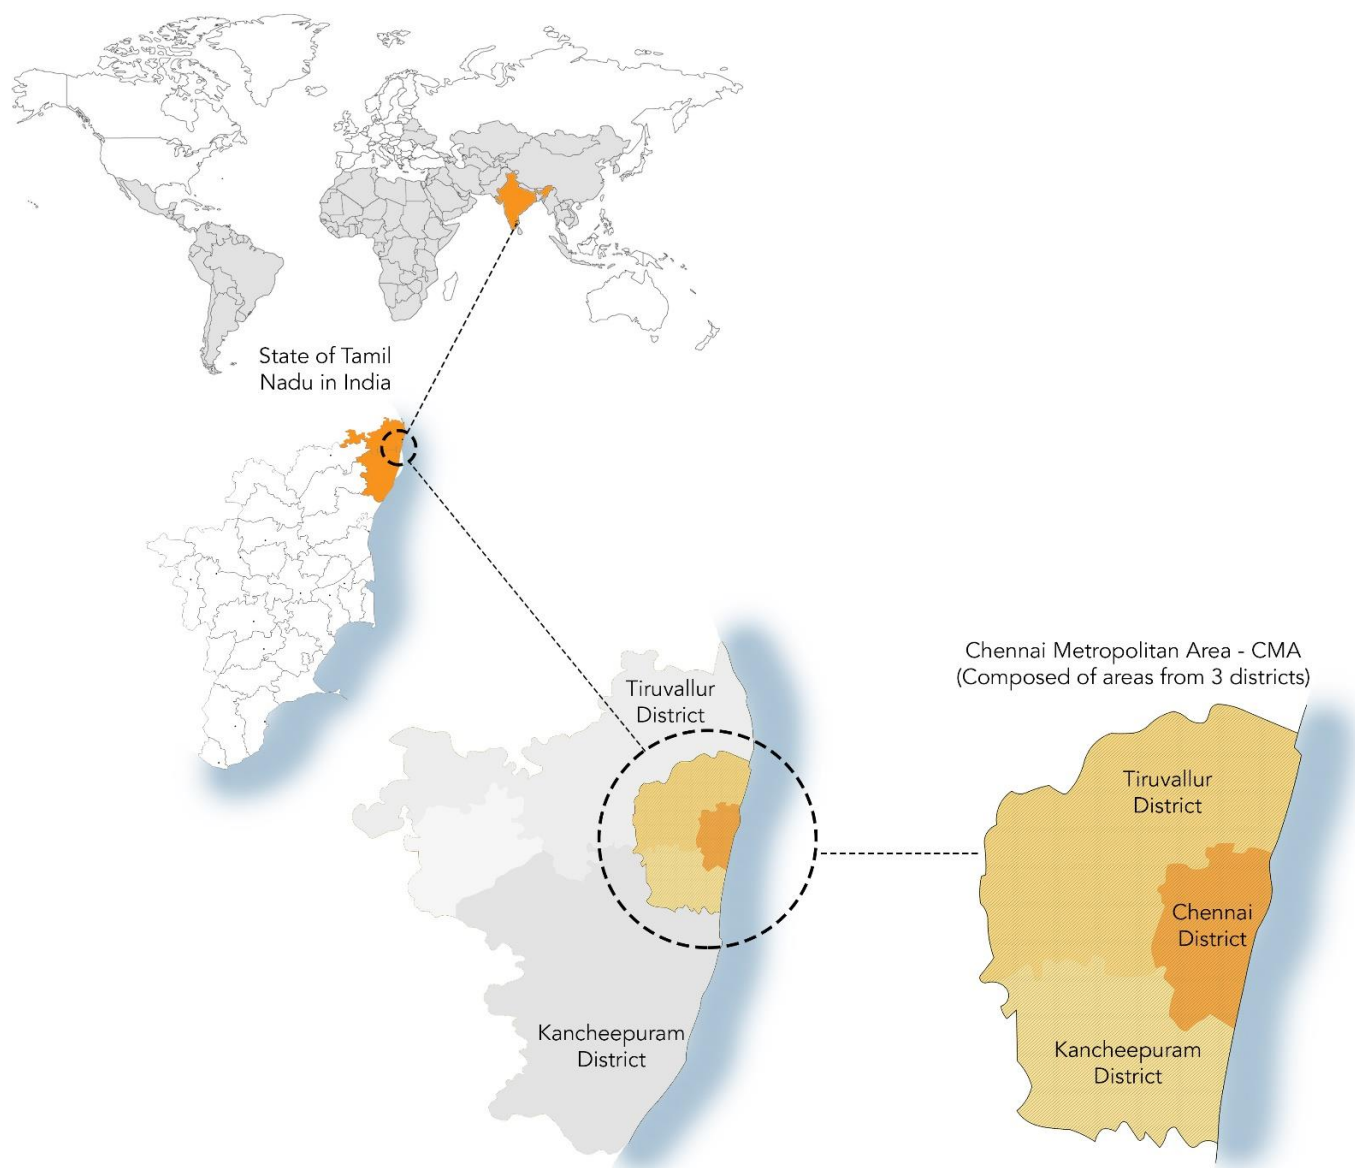 State of Tamil
Nadu in India
Tiruvallur
District
Kancheepuram
District
Chennai Metropolitan Area - CMA
(Composed of areas from 3 districts)
Tiruvallur
District
Chennai
District
Kancheepuram
District